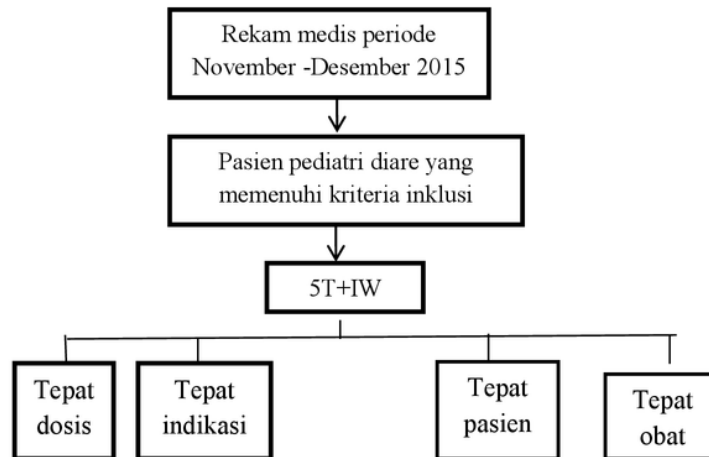 Rekam medis periode
November -Desember 2015
Pasien pediatri diare yang
memenuhi kriteria inklusi
5T+IW
Tepat
dosis
Tepat
indikasi
Tepat
pasien
Tepat
obat